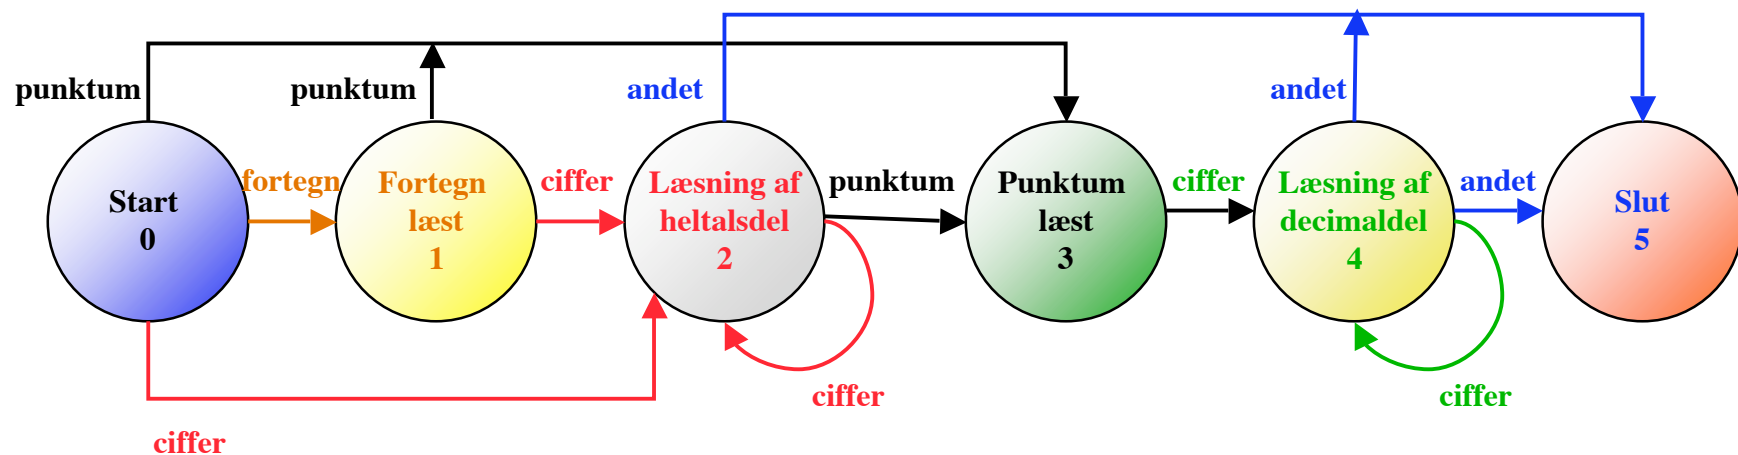 punktum
punktum
andet
andet
Start
0
fortegn
Fortegn
læst
1
ciffer
Læsning af
heltalsdel
2
punktum
Punktum
læst
3
ciffer
Læsning af
decimaldel
4
andet
Slut
5
ciffer
ciffer
ciffer